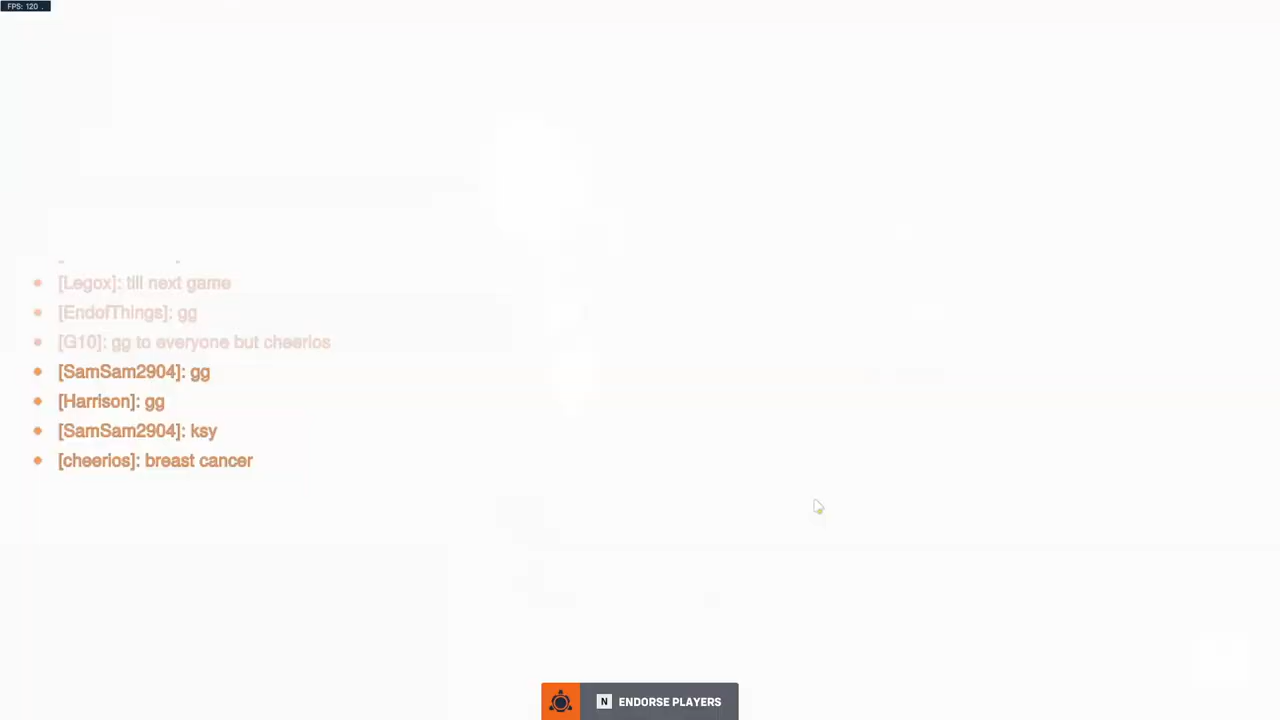 FPS: 120 .
[Legox]: till next game
[EndofThings]: gg
[G10]: gg to everyone but cheerios
[SamSam2904]: gg
[Harrison]: gg
[SamSam2904]: ksy
[cheerios]: breast cancer
N ENDORSE PLAYERS